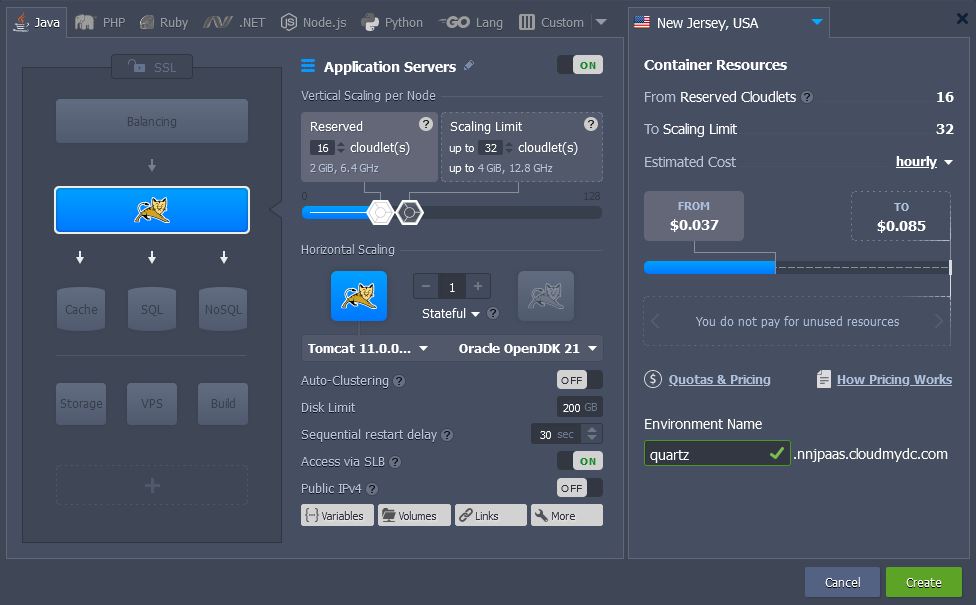 Java
PHP
Ruby
.NET
Node.js
Python
GO Lang
Custom
New Jersey, USA
SSL
Balancing
Cache
SQL
NoSQL
Storage
VPS
Build
Application Servers
ON
Vertical Scaling per Node
Reserved ?
16 cloudlet(s)
2 GiB, 6.4 GHz
Scaling Limit ?
up to 32 cloudlet(s)
up to 4 GiB, 12.8 GHz
0
128
Horizontal Scaling
1
Stateful ?
Tomcat 11.0.0...
Oracle OpenJDK 21
Auto-Clustering ? OFF
Disk Limit 200 GB
Sequential restart delay ? 30 sec
Access via SLB ? ON
Public IPv4 ? OFF
Variables
Volumes
Links
More
Container Resources
From Reserved Cloudlets ? 16
To Scaling Limit 32
Estimated Cost hourly
FROM
$0.037
TO
$0.085
You do not pay for unused resources
$ Quotas & Pricing
How Pricing Works
Environment Name
quartz .nnjpaas.cloudmydc.com
Cancel
Create